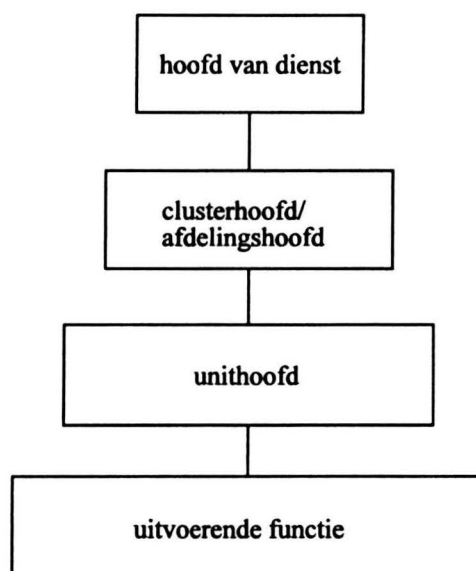 hoofd van dienst
clusterhoofd/
afdelingshoofd
unithoofd
uitvoerende functie